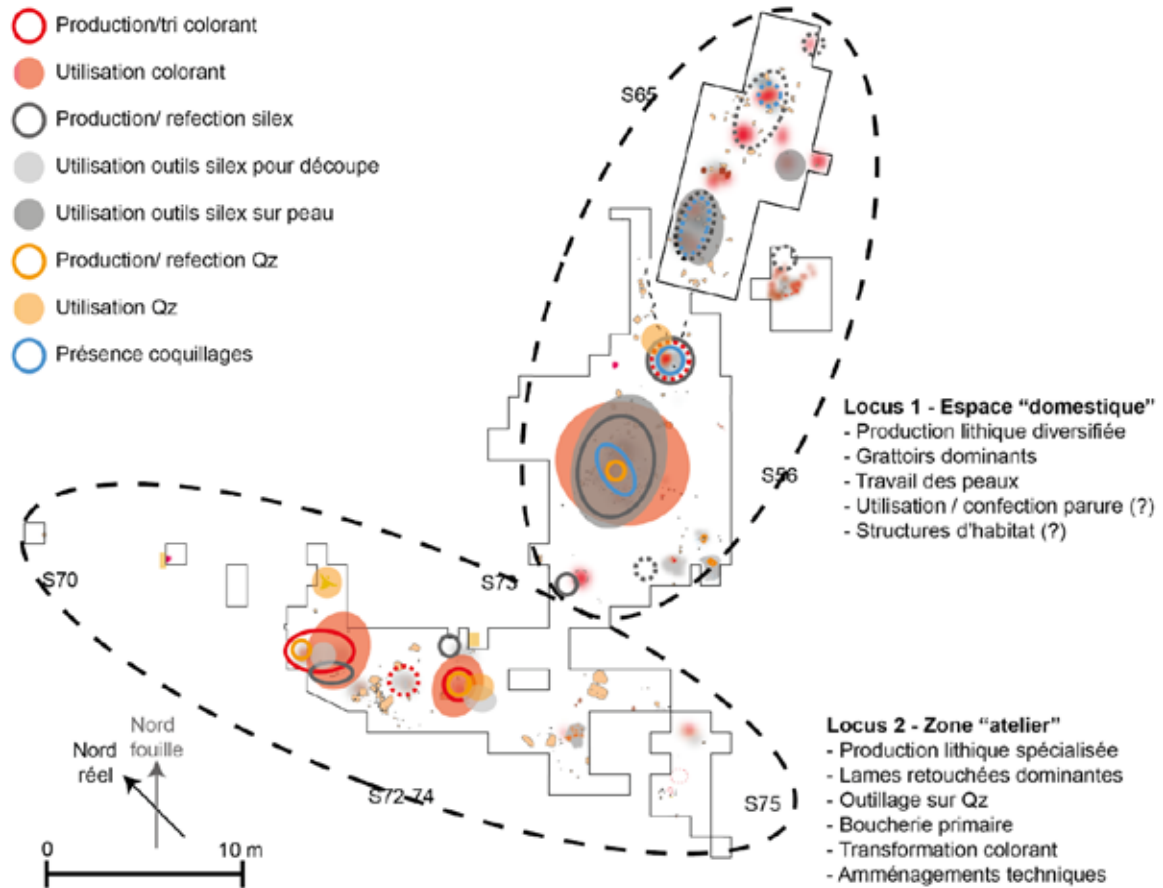 Production/tri colorant
Utilisation colorant
Production/ refection silex
Utilisation outils silex pour découpe
Utilisation outils silex sur peau
Production/ refection Qz
Utilisation Qz
Présence coquillages
S65
S56
Locus 1 - Espace “domestique”
- Production lithique diversifiée
- Grattoirs dominants
- Travail des peaux
- Utilisation / confection parure (?)
- Structures d'habitat (?)
S70
S73
S72-74
S75
Locus 2 - Zone “atelier”
- Production lithique spécialisée
- Lames retouchées dominantes
- Outillage sur Qz
- Boucherie primaire
- Transformation colorant
- Amménagements techniques
Nord
fouille
Nord
réel
0 10 m